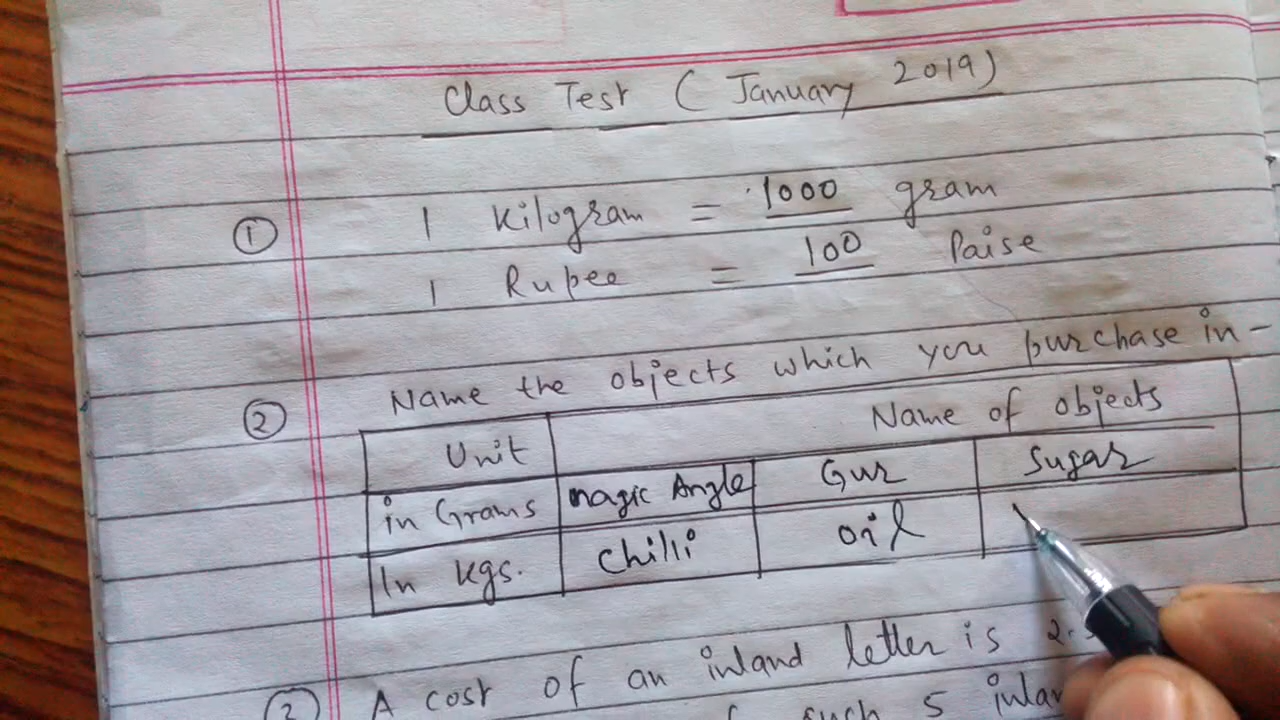 Class Test (January 2019)
① 1 Kilogram = 1000 gram
1 Rupee = 100 Paise
② Name the objects which you purchase in-
Unit Name of objects
in Grams magic Angle Gur Sugar
In kgs. Chilli oil
A cost of an inland letter is
such 5